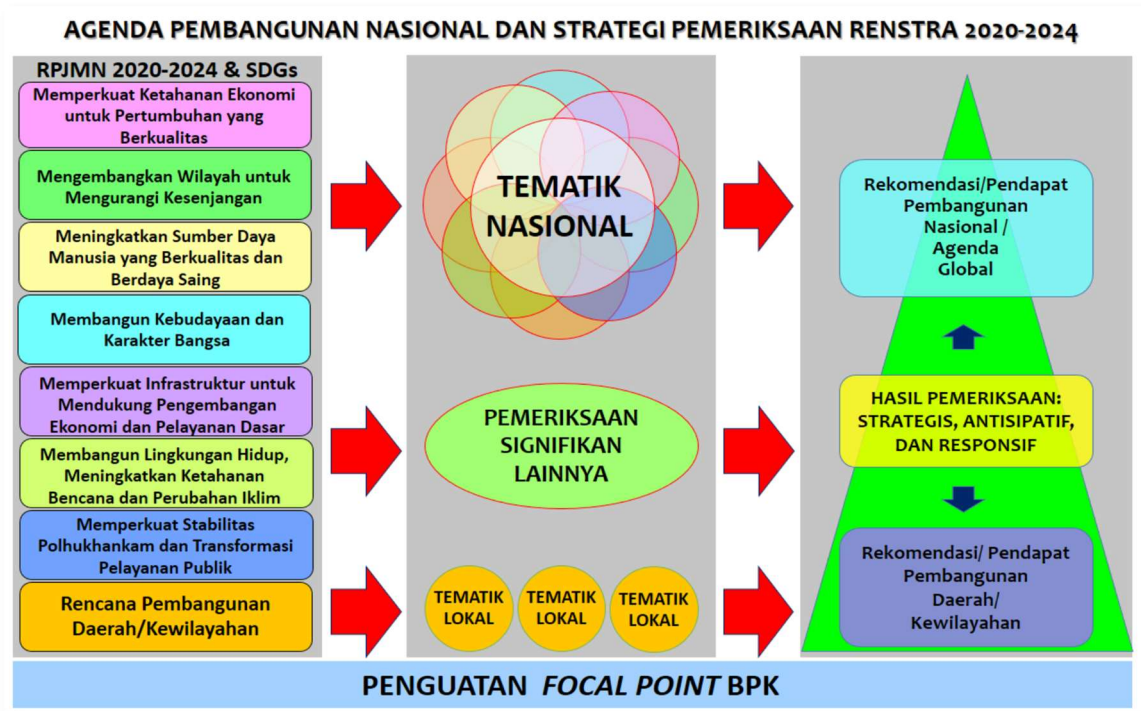 AGENDA PEMBANGUNAN NASIONAL DAN STRATEGI PEMERIKSAAN RENSTRA 2020-2024
RPJMN 2020-2024 & SDGs
Memperkuat Ketahanan Ekonomi
untuk Pertumbuhan yang
Berkualitas
Mengembangkan Wilayah untuk
Mengurangi Kesenjangan
Meningkatkan Sumber Daya
Manusia yang Berkualitas dan
Berdaya Saing
Membangun Kebudayaan dan
Karakter Bangsa
Memperkuat Infrastruktur untuk
Mendukung Pengembangan
Ekonomi dan Pelayanan Dasar
Membangun Lingkungan Hidup,
Meningkatkan Ketahanan
Bencana dan Perubahan Iklim
Memperkuat Stabilitas
Polhukhankam dan Transformasi
Pelayanan Publik
Rencana Pembangunan
Daerah/Kewilayahan
TEMATIK
NASIONAL
PEMERIKSAAN
SIGNIFIKAN
LAINNYA
TEMATIK
LOKAL
TEMATIK
LOKAL
TEMATIK
LOKAL
Rekomendasi/Pendapat
Pembangunan
Nasional /
Agenda
Global
HASIL PEMERIKSAAN:
STRATEGIS, ANTISIPATIF,
DAN RESPONSIF
Rekomendasi/ Pendapat
Pembangunan
Daerah/
Kewilayahan
PENGUATAN FOCAL POINT BPK